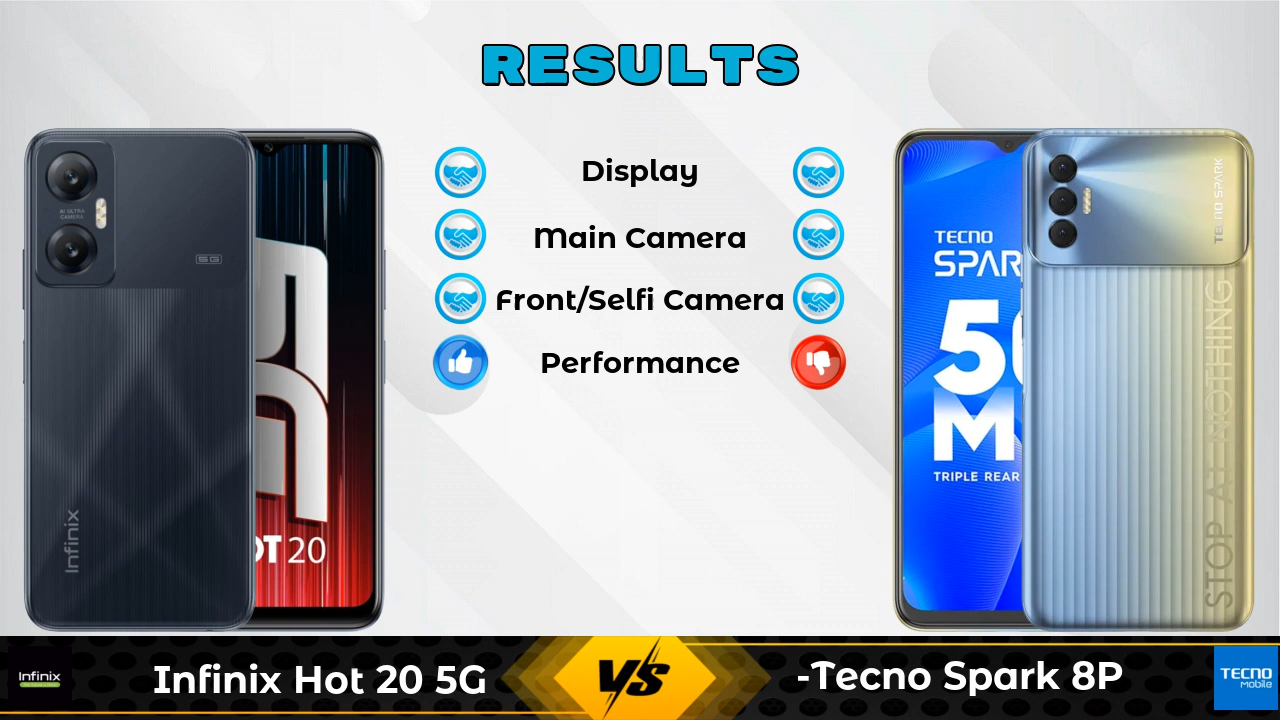 RESULTS
Display
Main Camera
Front/Selfi Camera
Performance
AI ULTRA
CAMERA
5G
Infinix
OT 20
TECNO
SPAR
50
M
TRIPLE REAR
TECNO SPARK
STOP AT NOTHING
Infinix
Infinix Hot 20 5G
VS
-Tecno Spark 8P
TECNO
mobile